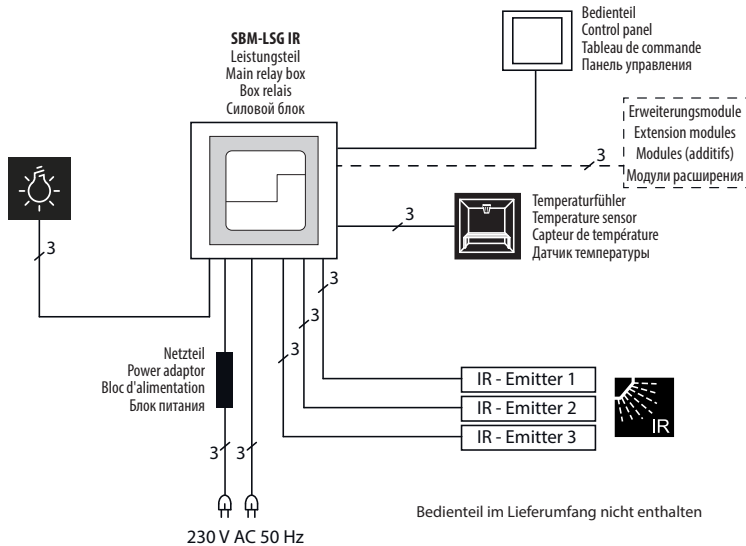 SBM-LSG IR
Leistungsteil
Main relay box
Box relais
Силовой блок
Bedienteil
Control panel
Tableau de commande
Панель управления
Erweiterungsmodule
Extension modules
Modules (additifs)
Модули расширения
3
Temperaturfühler
Temperature sensor
Capteur de température
Датчик температуры
3
3
3
3
3
Netzteil
Power adaptor
Bloc d'alimentation
Блок питания
IR - Emitter 1
IR - Emitter 2
IR - Emitter 3
IR
3
3
230 V AC 50 Hz
Bedienteil im Lieferumfang nicht enthalten